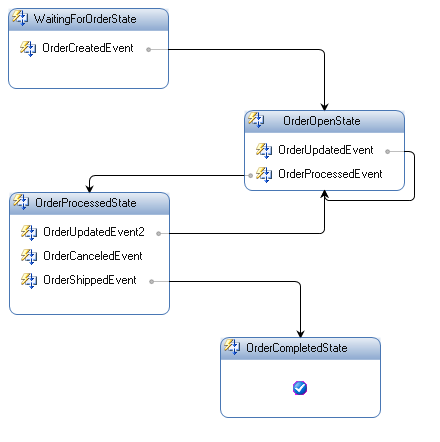 WaitingForOrderState
OrderCreatedEvent
OrderOpenState
OrderUpdatedEvent
OrderProcessedEvent
OrderProcessedState
OrderUpdatedEvent2
OrderCanceledEvent
OrderShippedEvent
OrderCompletedState